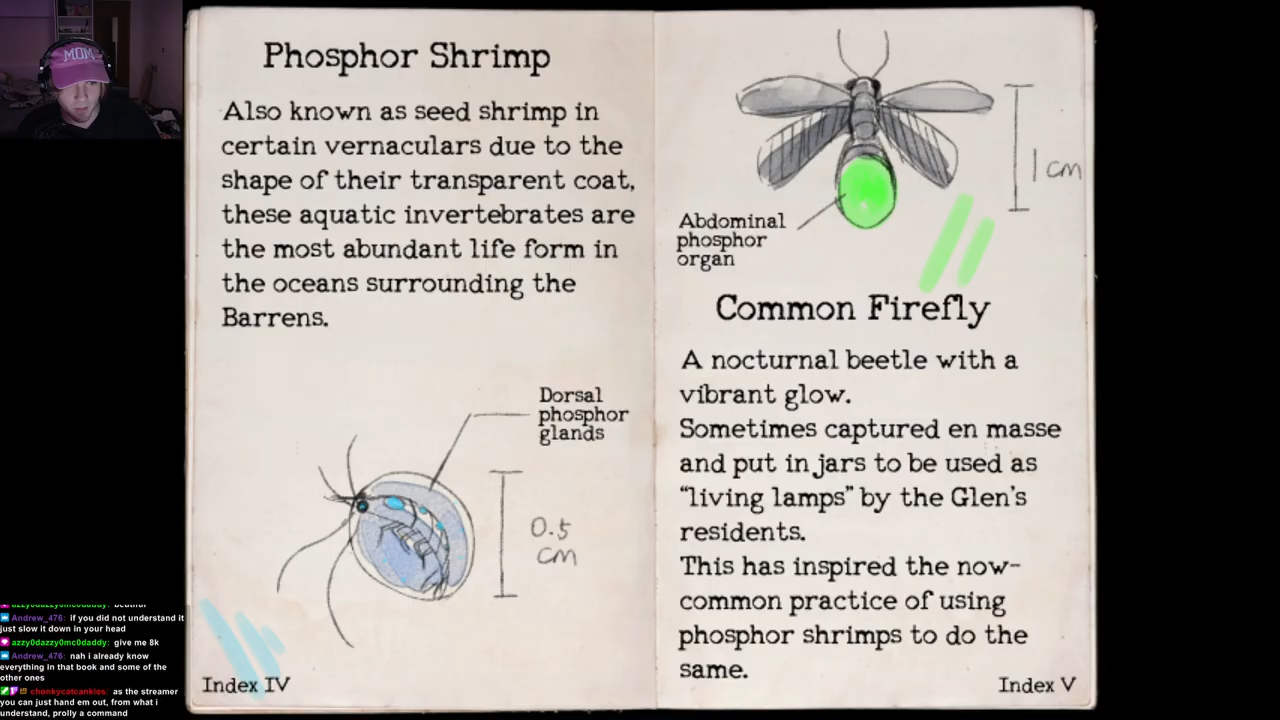 MOM
Phosphor Shrimp
Also known as seed shrimp in
certain vernaculars due to the
shape of their transparent coat,
these aquatic invertebrates are
the most abundant life form in
the oceans surrounding the
Barrens.
Dorsal
phosphor
glands
0.5
cm
Index IV
1 cm
Abdominal
phosphor
organ
Common Firefly
A nocturnal beetle with a
vibrant glow.
Sometimes captured en masse
and put in jars to be used as
“living lamps” by the Glen's
residents.
This has inspired the now-
common practice of using
phosphor shrimps to do the
same.
Index V
Andrew_476: if you did not understand it
just slow it down in your head
azzy0dazzy0mc0daddy: give me 8k
Andrew_476: nah i already know
everything in that book and some of the
other ones
chonkycatcankles: as the streamer
you can just hand em out, from what i
understand, prolly a command